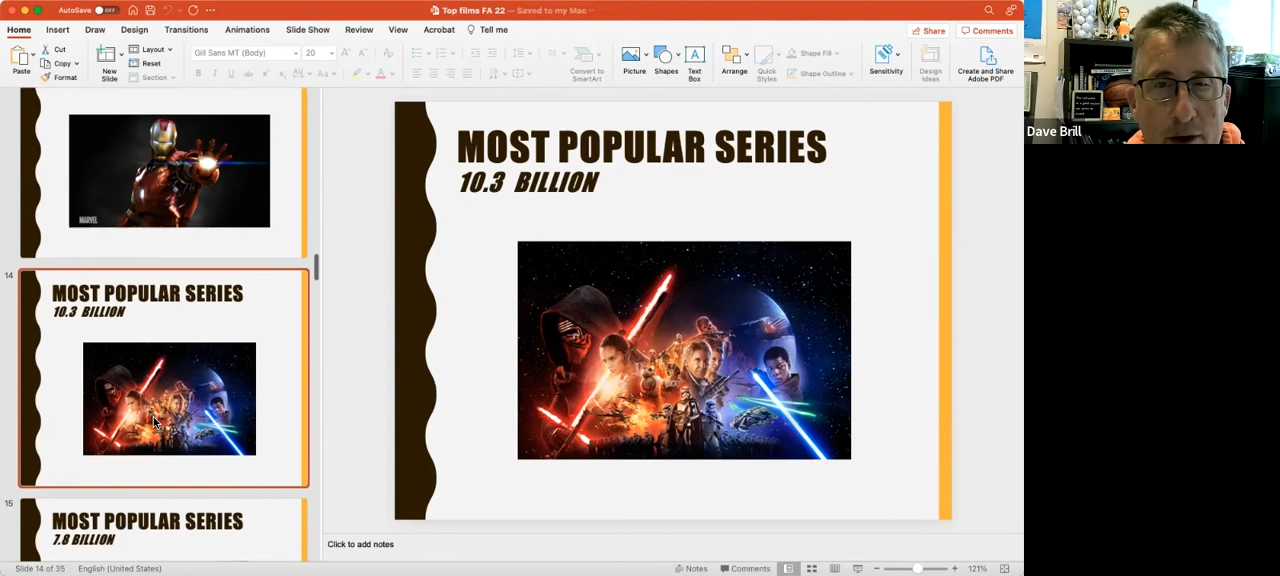 AutoSave OFF
Top films FA 22 — Saved to my Mac
Home Insert Draw Design Transitions Animations Slide Show Review View Acrobat Tell me
Share Comments
Paste
Cut
Copy
Format
New Slide
Layout
Reset
Section
Gill Sans MT (Body) 20
Convert to SmartArt
Picture
Shapes
Text Box
Arrange
Quick Styles
Shape Fill
Shape Outline
Sensitivity
Design Ideas
Create and Share Adobe PDF
Dave Brill
MARVEL
14
MOST POPULAR SERIES
10.3 BILLION
15
MOST POPULAR SERIES
7.8 BILLION
MOST POPULAR SERIES
10.3 BILLION
Click to add notes
Slide 14 of 35 English (United States) Notes Comments 121%